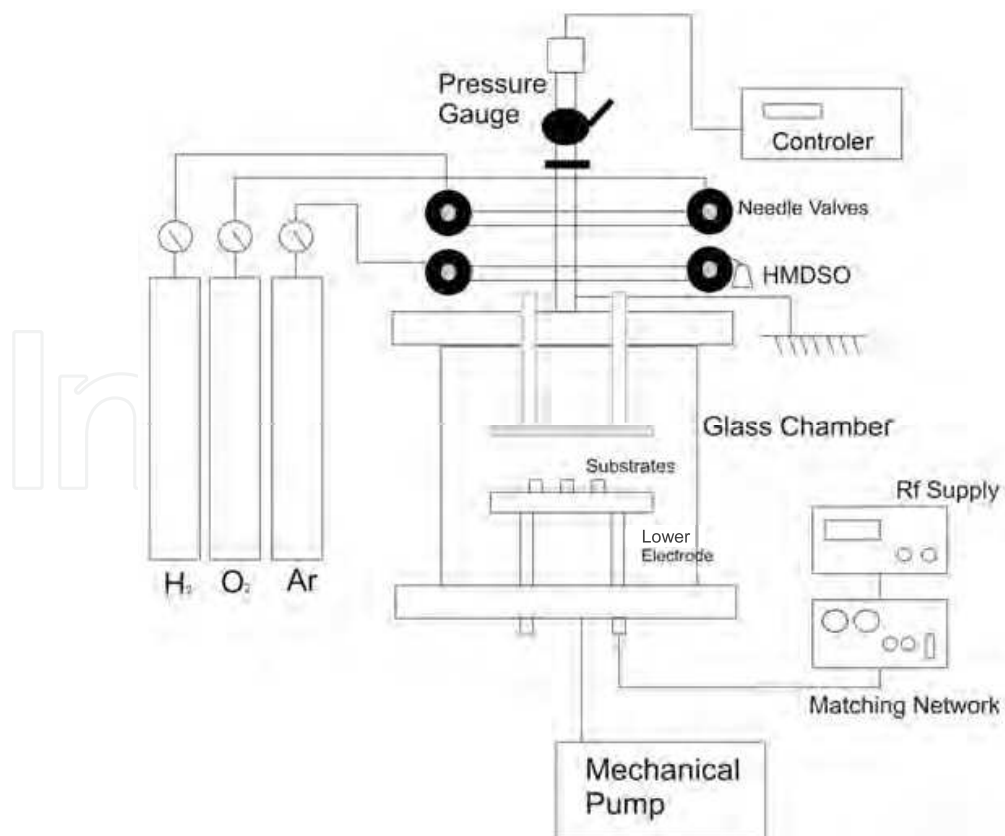 Pressure
Gauge
Controler
Needle Valves
HMDSO
Glass Chamber
Substrates
Rf Supply
Lower
Electrode
H₂ O₂ Ar
Matching Network
Mechanical
Pump
In